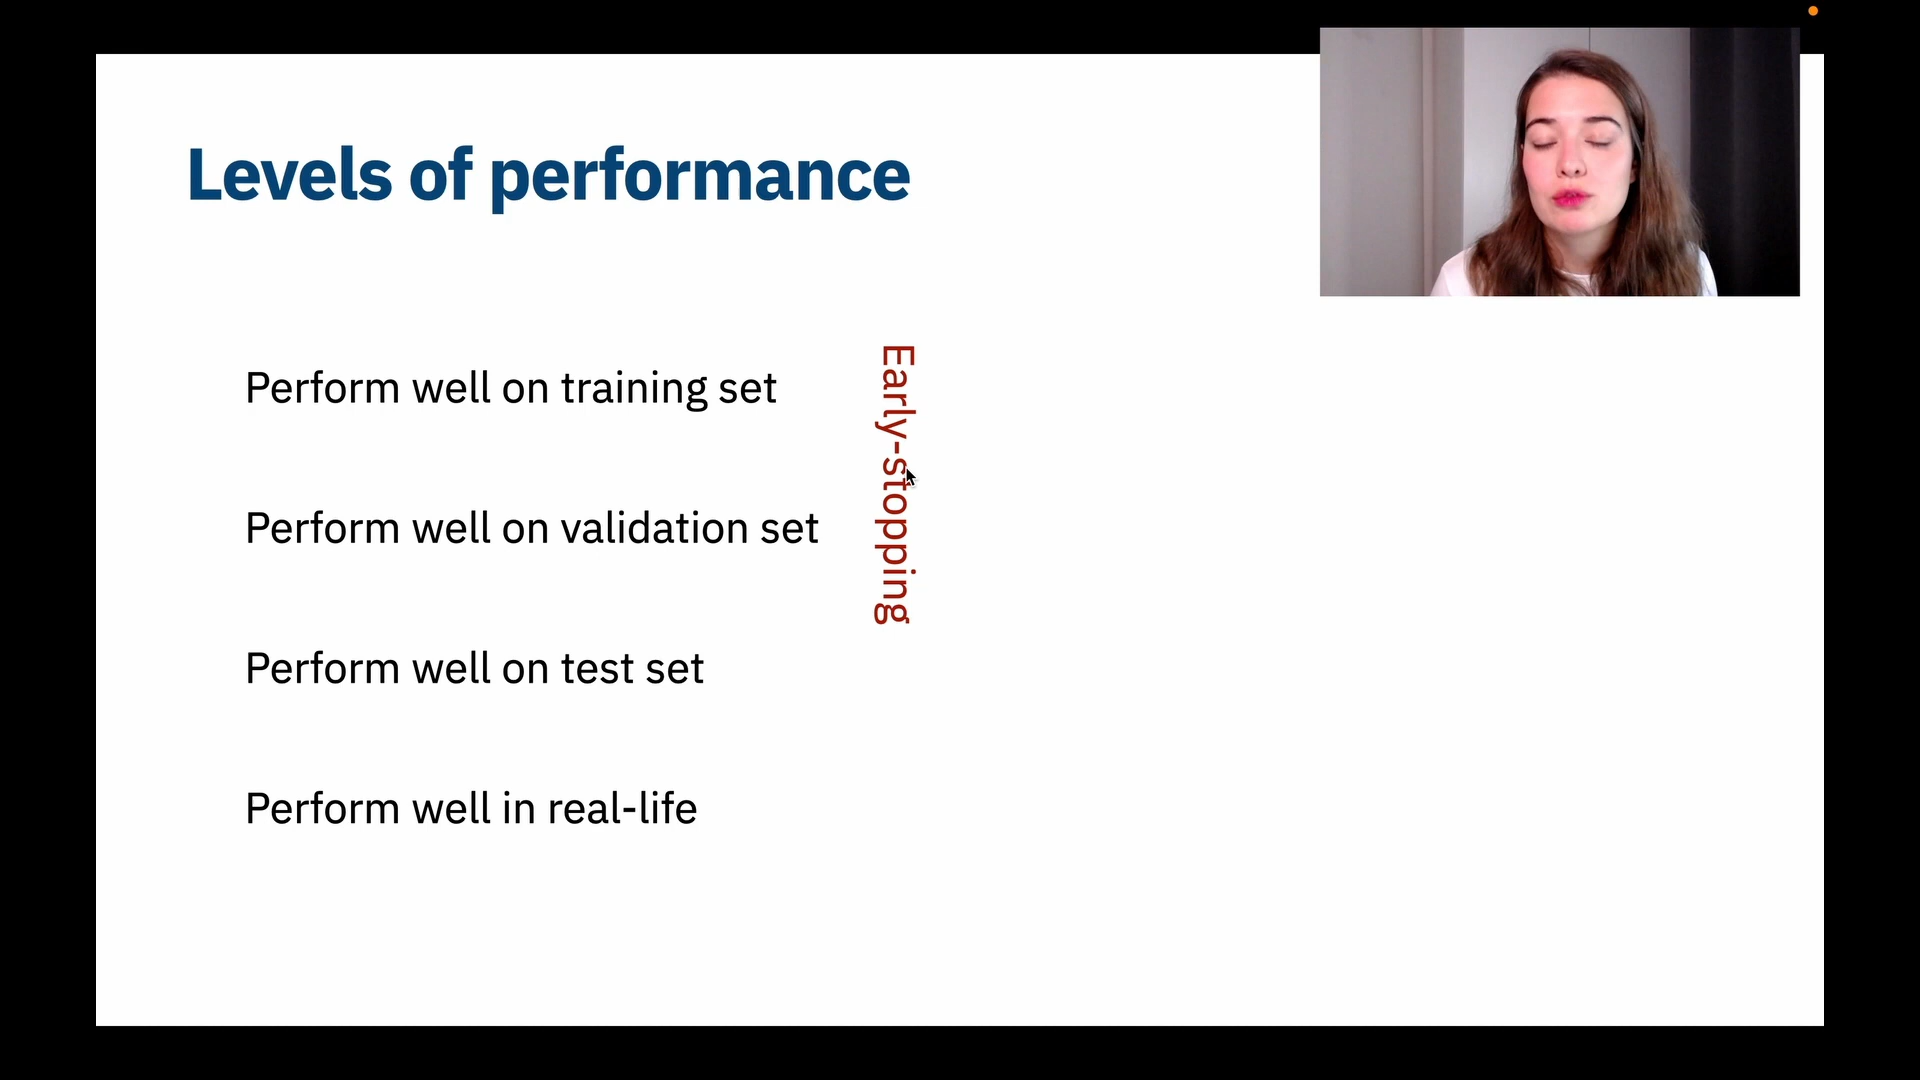 Levels of performance
Perform well on training set
Early-stopping
Perform well on validation set
Perform well on test set
Perform well in real-life